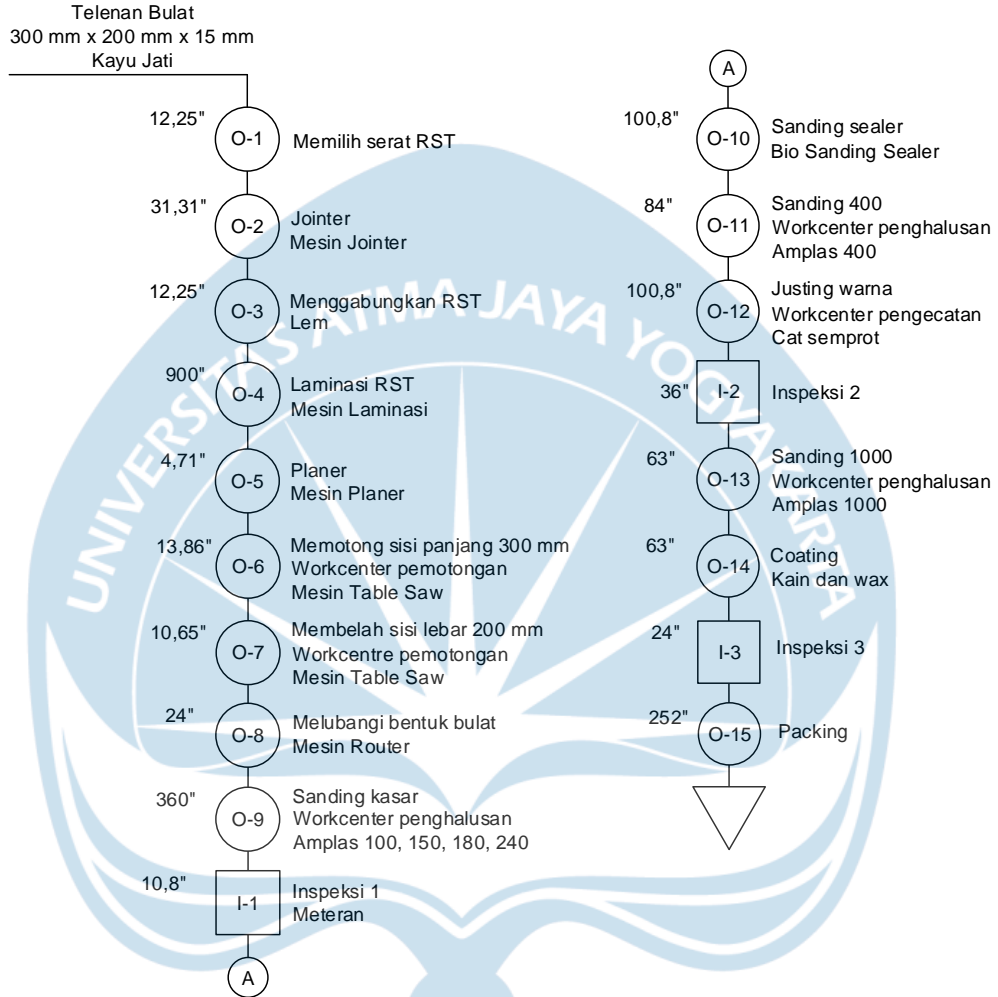 Telenan Bulat
300 mm x 200 mm x 15 mm
Kayu Jati
12,25"
O-1
Memilih serat RST
31,31"
O-2
Jointer
Mesin Jointer
12,25"
O-3
Menggabungkan RST
Lem
900"
O-4
Laminasi RST
Mesin Laminasi
4,71"
O-5
Planer
Mesin Planer
13,86"
O-6
Memotong sisi panjang 300 mm
Workcenter pemotongan
Mesin Table Saw
10,65"
O-7
Membelah sisi lebar 200 mm
Workcentre pemotongan
Mesin Table Saw
24"
O-8
Melubangi bentuk bulat
Mesin Router
360"
O-9
Sanding kasar
Workcenter penghalusan
Amplas 100, 150, 180, 240
10,8"
I-1
Inspeksi 1
Meteran
A
A
100,8"
O-10
Sanding sealer
Bio Sanding Sealer
84"
O-11
Sanding 400
Workcenter penghalusan
Amplas 400
100,8"
O-12
Justing warna
Workcenter pengecatan
Cat semprot
36"
I-2
Inspeksi 2
63"
O-13
Sanding 1000
Workcenter penghalusan
Amplas 1000
63"
O-14
Coating
Kain dan wax
24"
I-3
Inspeksi 3
252"
O-15
Packing
UNIVERSITAS ATMA JAYA YOGYAKARTA